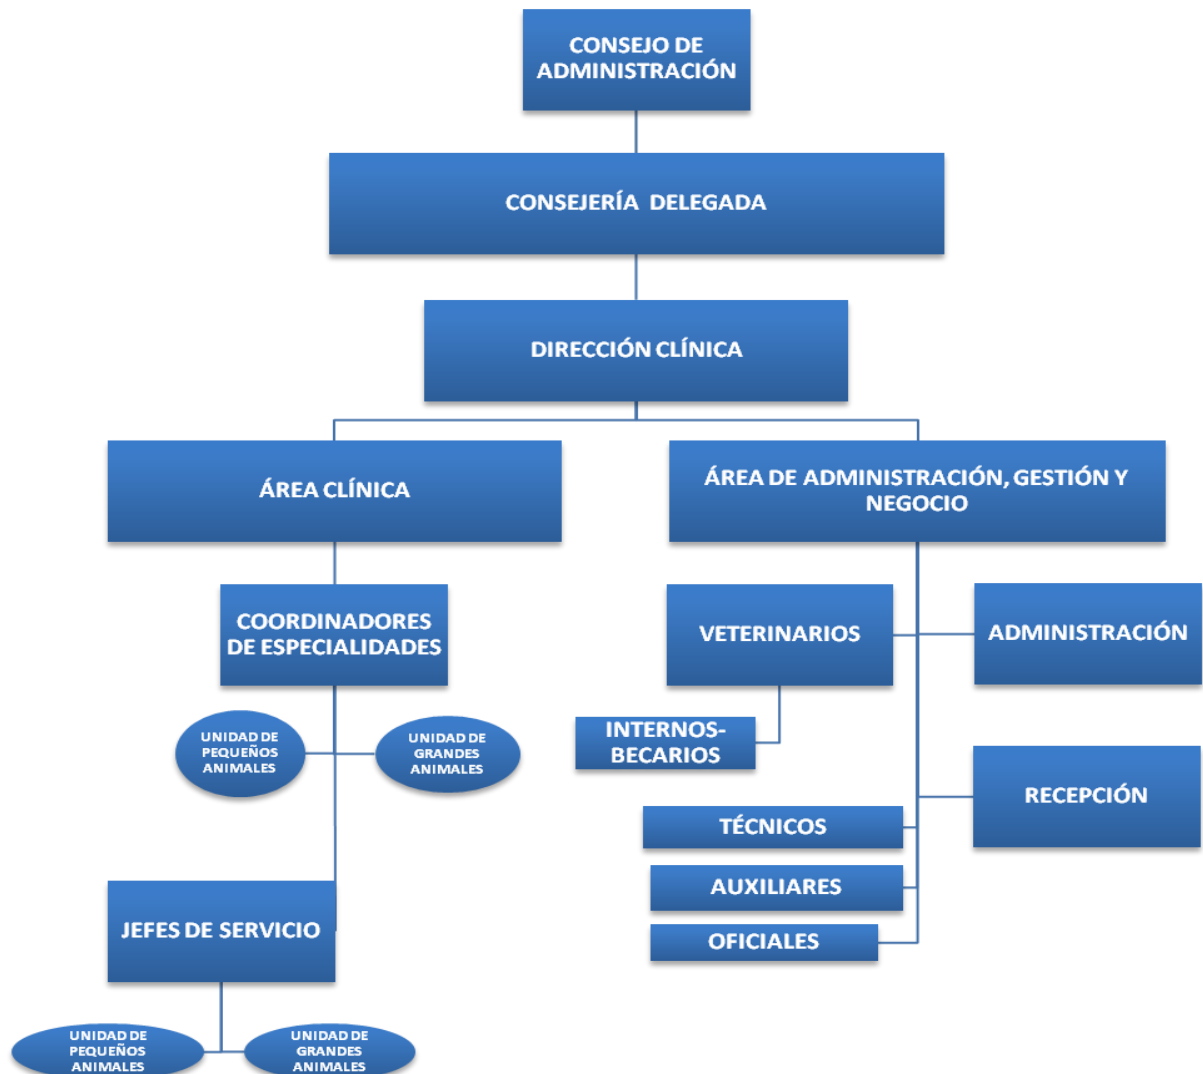 CONSEJO DE
ADMINISTRACIÓN
CONSEJERÍA DELEGADA
DIRECCIÓN CLÍNICA
ÁREA CLÍNICA
ÁREA DE ADMINISTRACIÓN, GESTIÓN Y
NEGOCIO
COORDINADORES
DE ESPECIALIDADES
VETERINARIOS
ADMINISTRACIÓN
UNIDAD DE
PEQUEÑOS
ANIMALES
UNIDAD DE
GRANDES
ANIMALES
INTERNOS-
BECARIOS
RECEPCIÓN
TÉCNICOS
AUXILIARES
JEFES DE SERVICIO
OFICIALES
UNIDAD DE
PEQUEÑOS
ANIMALES
UNIDAD DE
GRANDES
ANIMALES